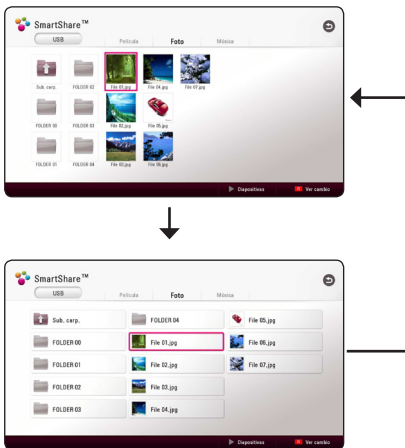 SmartShare™
USB
Película Foto Música
Sub. carp. FOLDER 02 File 01.jpg File 04.jpg File 07.jpg
FOLDER 00 FOLDER 03 File 02.jpg File 05.jpg
FOLDER 01 FOLDER 04 File 03.jpg File 06.jpg
Diapositivas Ver cambio
SmartShare™
USB
Película Foto Música
Sub. carp. FOLDER 04 File 05.jpg
FOLDER 00 File 01.jpg File 06.jpg
FOLDER 01 File 02.jpg File 07.jpg
FOLDER 02 File 03.jpg
FOLDER 03 File 04.jpg
Diapositivas Ver cambio